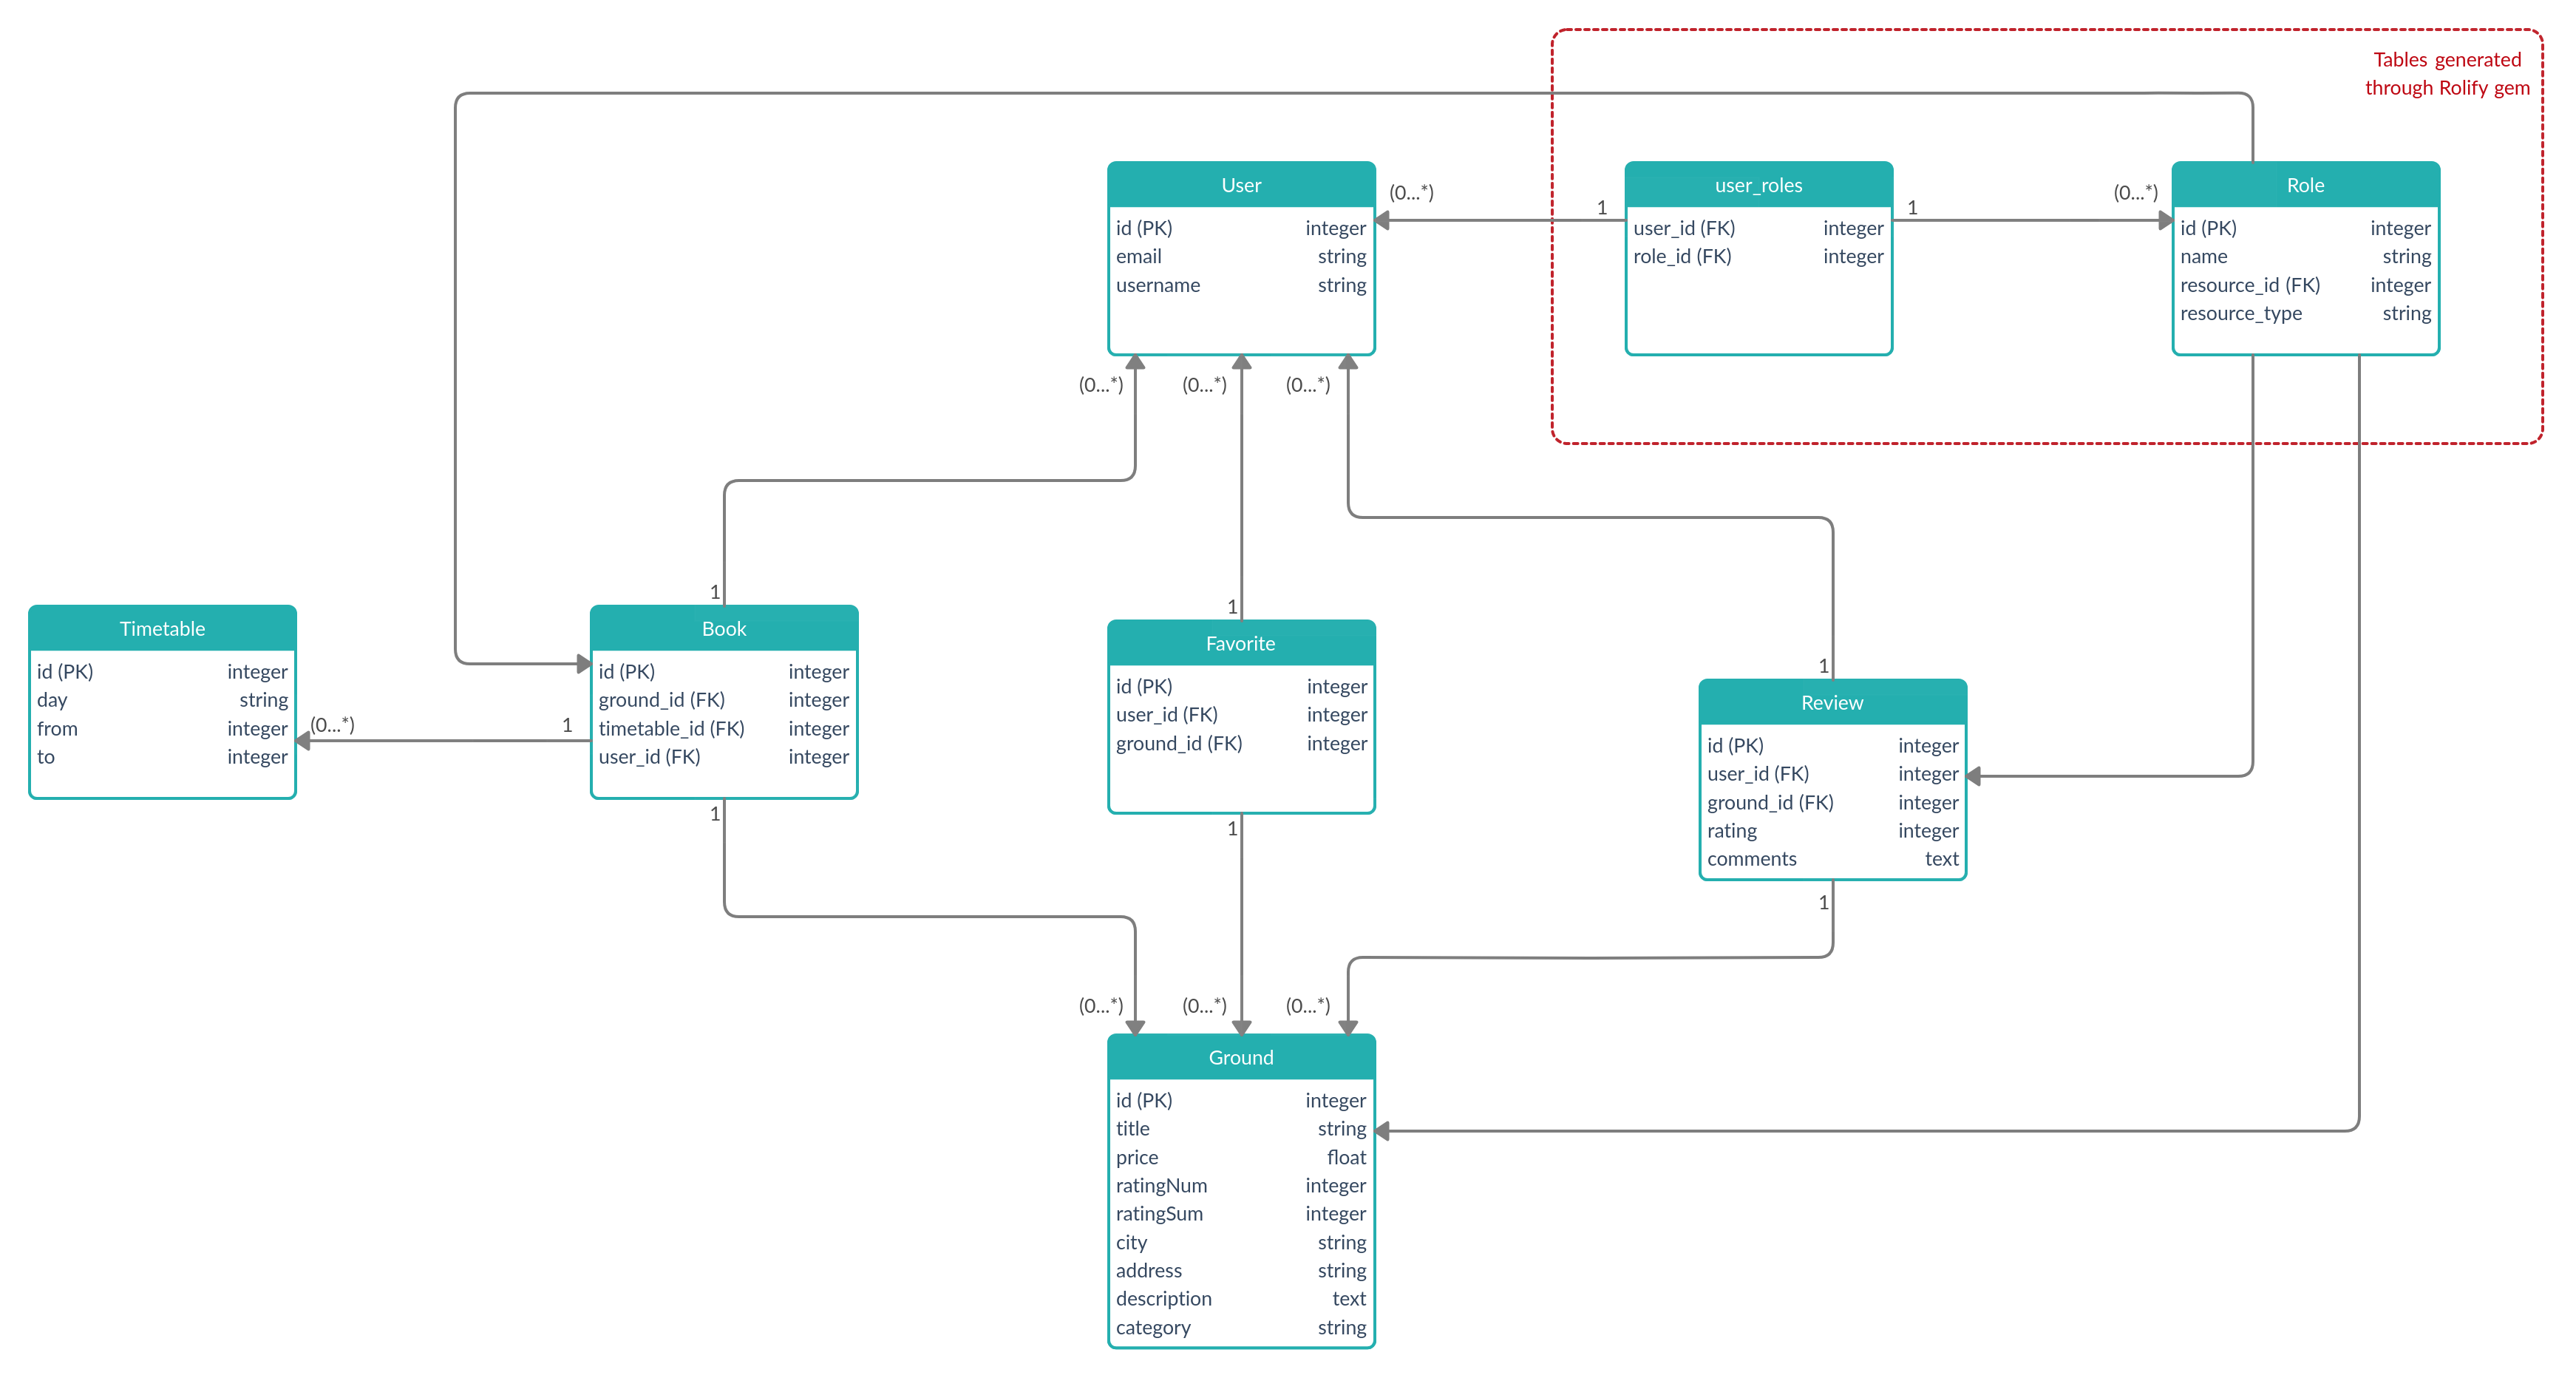 Tables generated
through Rolify gem
User
id (PK) integer
email string
username string
(0...*)
1
user_roles
user_id (FK) integer
role_id (FK) integer
1
(0...*)
Role
id (PK) integer
name string
resource_id (FK) integer
resource_type string
(0...*)
(0...*)
(0...*)
1
1
1
Timetable
id (PK) integer
day string
from integer
to integer
(0...*)
1
Book
id (PK) integer
ground_id (FK) integer
timetable_id (FK) integer
user_id (FK) integer
1
Favorite
id (PK) integer
user_id (FK) integer
ground_id (FK) integer
1
Review
id (PK) integer
user_id (FK) integer
ground_id (FK) integer
rating integer
comments text
1
(0...*)
(0...*)
(0...*)
Ground
id (PK) integer
title string
price float
ratingNum integer
ratingSum integer
city string
address string
description text
category string